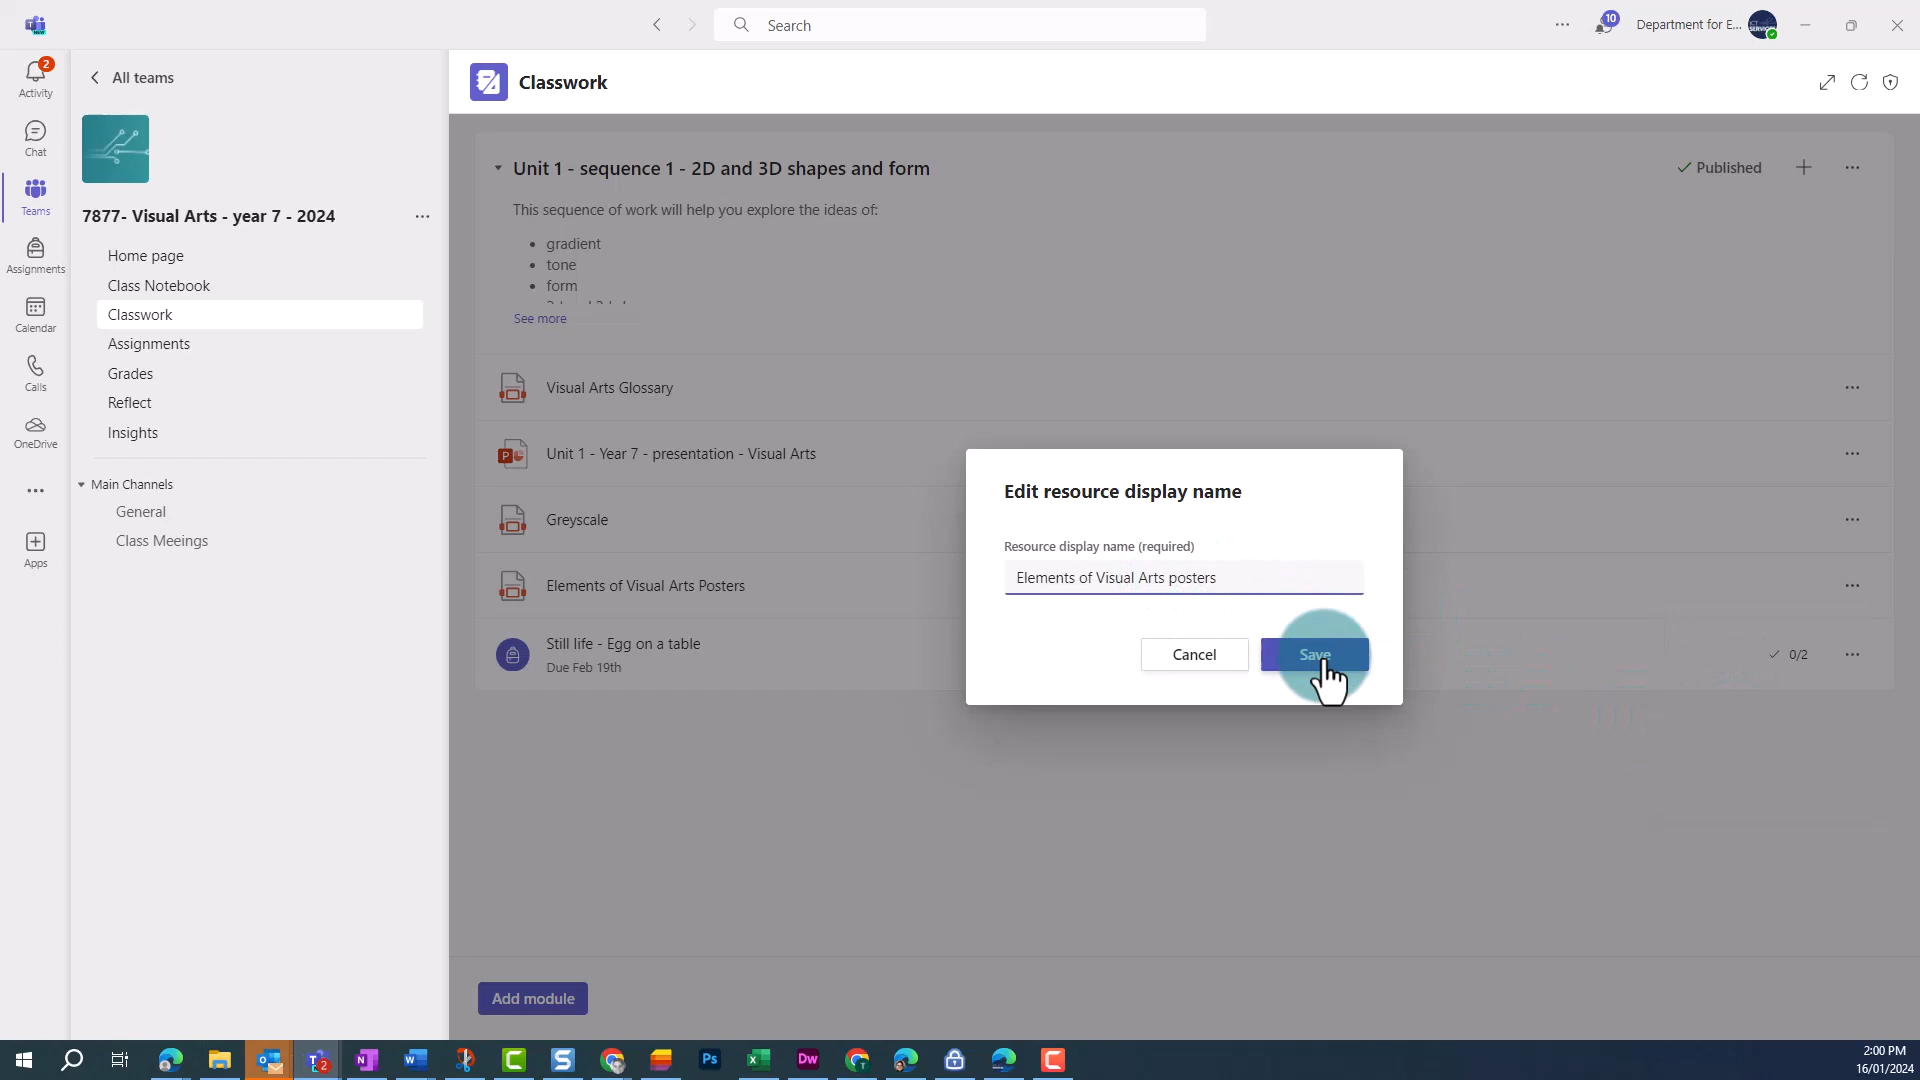 NEW
Search
10
Department for E...
2
Activity
Chat
Teams
Assignments
Calendar
Calls
OneDrive
Apps
All teams
7877- Visual Arts - year 7 - 2024
Home page
Class Notebook
Classwork
Assignments
Grades
Reflect
Insights
Main Channels
General
Class Meeings
Classwork
Unit 1 - sequence 1 - 2D and 3D shapes and form
Published
This sequence of work will help you explore the ideas of:
gradient
tone
form
See more
Visual Arts Glossary
Unit 1 - Year 7 - presentation - Visual Arts
Greyscale
Elements of Visual Arts Posters
Still life - Egg on a table
Due Feb 19th
0/2
Edit resource display name
Resource display name (required)
Elements of Visual Arts posters
Cancel
Save
Add module
2:00 PM
16/01/2024